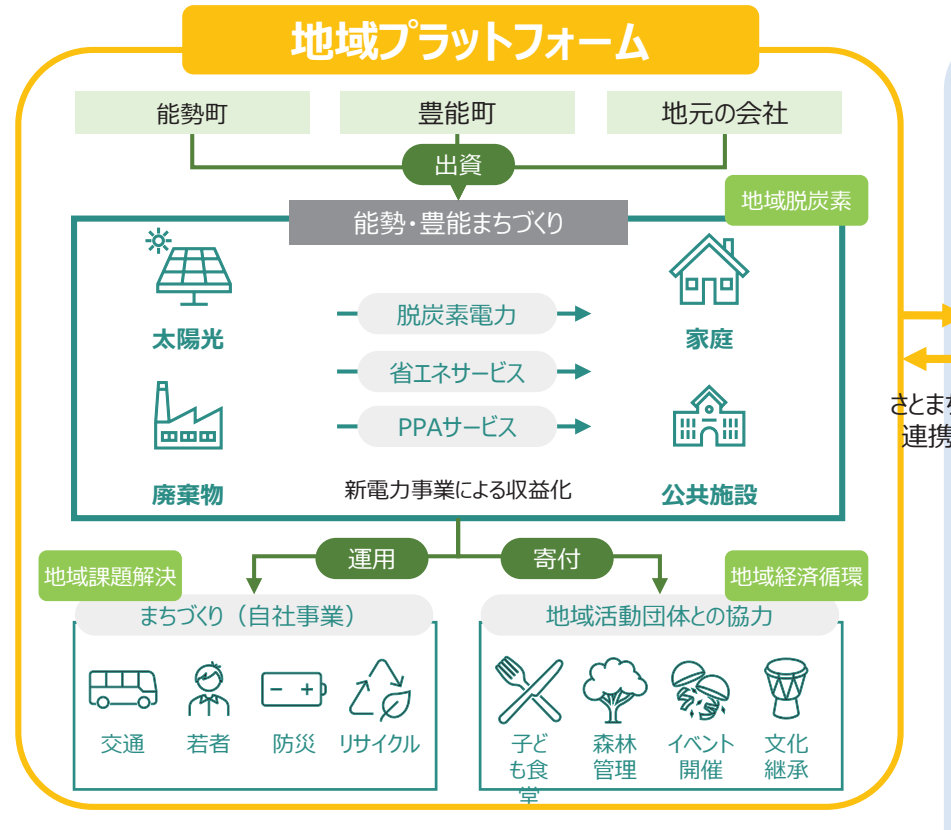 地域プラットフォーム
能勢町
豊能町
地元の会社
出資
地域脱炭素
能勢・豊能まちづくり
太陽光
脱炭素電力
家庭
省エネサービス
PPAサービス
廃棄物
新電力事業による収益化
公共施設
さとまち
連携
運用
寄付
地域課題解決
地域経済循環
まちづくり（自社事業）
地域活動団体との協力
交通
若者
防災
リサイクル
子ど
も食
堂
森林
管理
イベント
開催
文化
継承